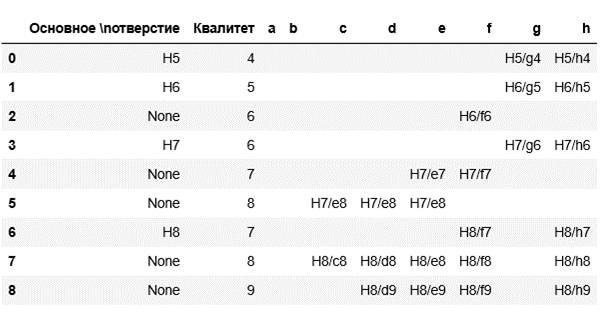 Основное \nотверстие Квалитет a b c d e f g h
0 H5 4 H5/g4 H5/h4
1 H6 5 H6/g5 H6/h5
2 None 6 H6/f6
3 H7 6 H7/g6 H7/h6
4 None 7 H7/e7 H7/f7
5 None 8 H7/e8 H7/e8 H7/e8
6 H8 7 H8/f7 H8/h7
7 None 8 H8/c8 H8/d8 H8/e8 H8/f8 H8/h8
8 None 9 H8/d9 H8/e9 H8/f9 H8/h9